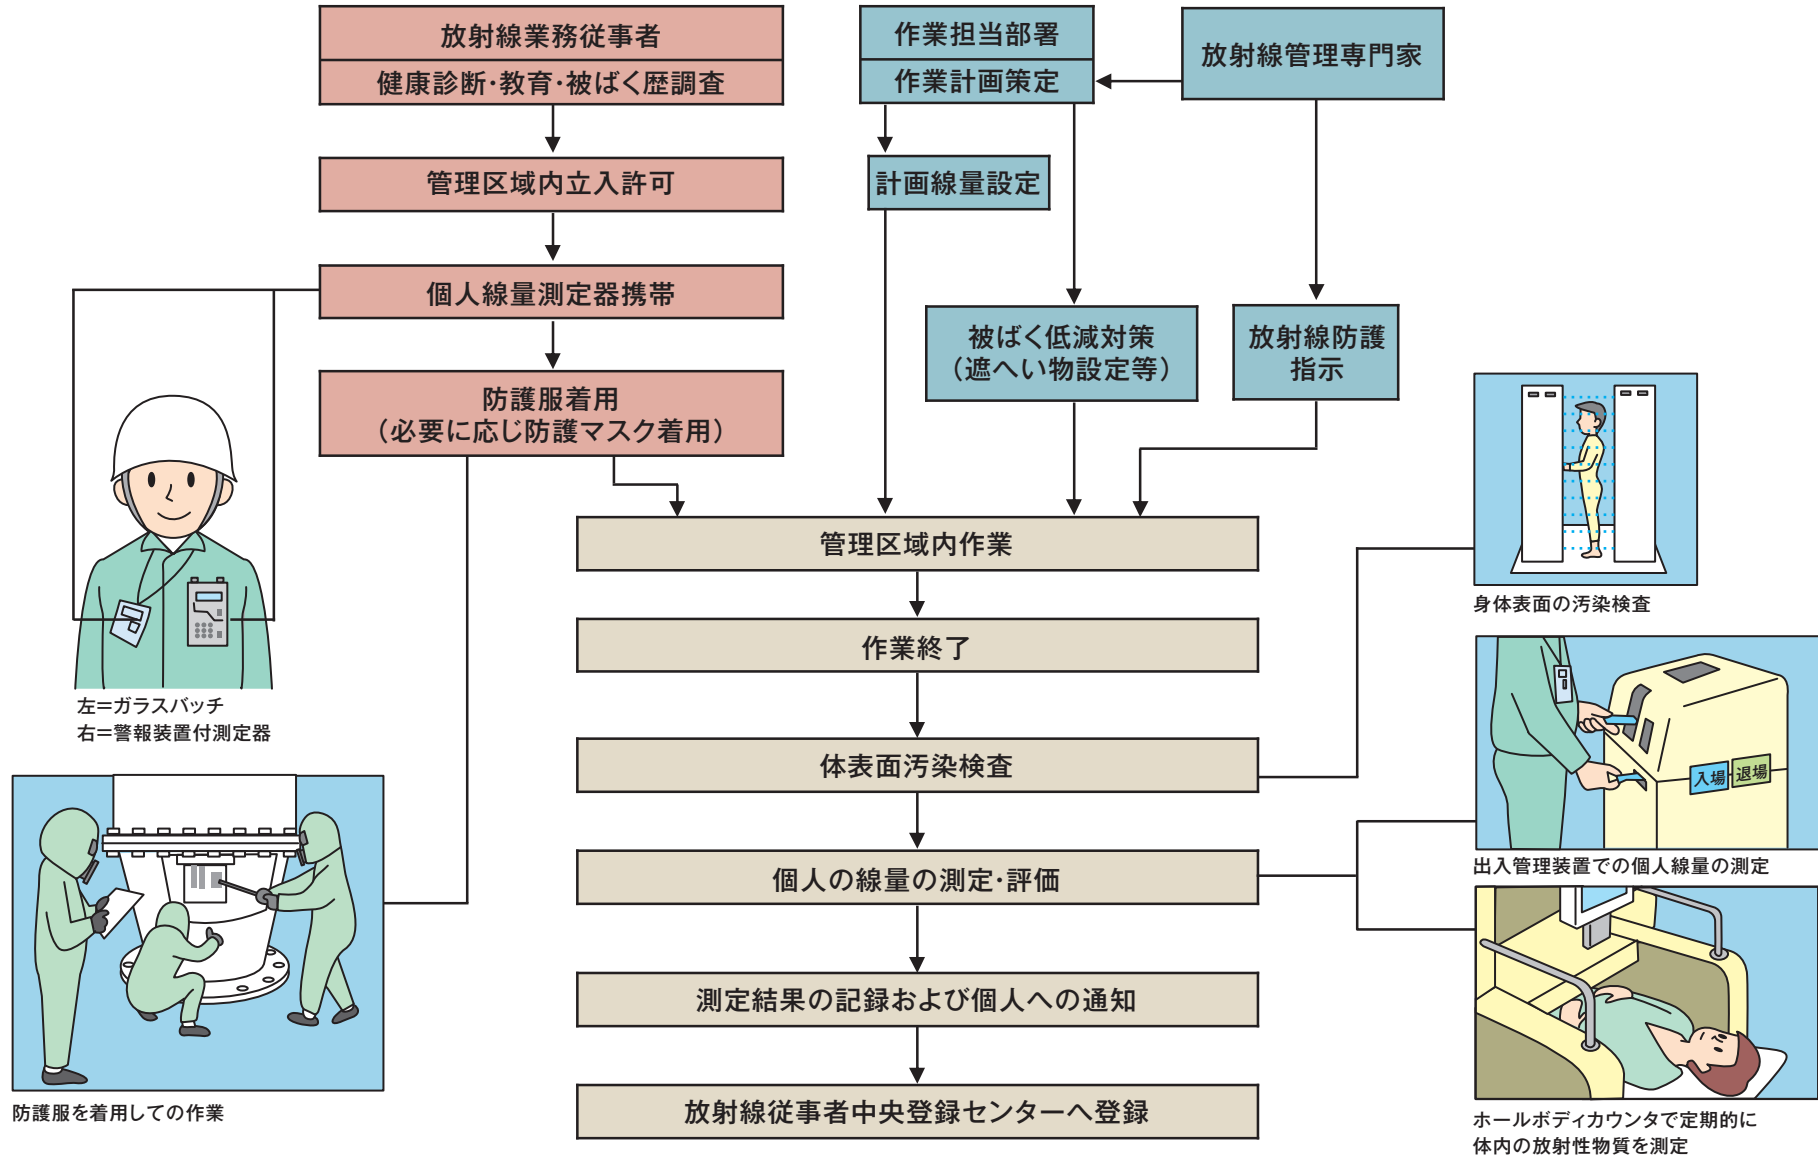 放射線業務従事者
健康診断・教育・被ばく歴調査
管理区域内立入許可
個人線量測定器携帯
防護服着用
（必要に応じ防護マスク着用）
作業担当部署
作業計画策定
放射線管理専門家
計画線量設定
被ばく低減対策
（遮へい物設定等）
放射線防護
指示
管理区域内作業
作業終了
体表面汚染検査
個人の線量の測定・評価
測定結果の記録および個人への通知
放射線従事者中央登録センターへ登録
左=ガラスバッチ
右=警報装置付測定器
防護服を着用しての作業
身体表面の汚染検査
入場
退場
出入管理装置での個人線量の測定
ホールボディカウンタで定期的に
体内の放射性物質を測定